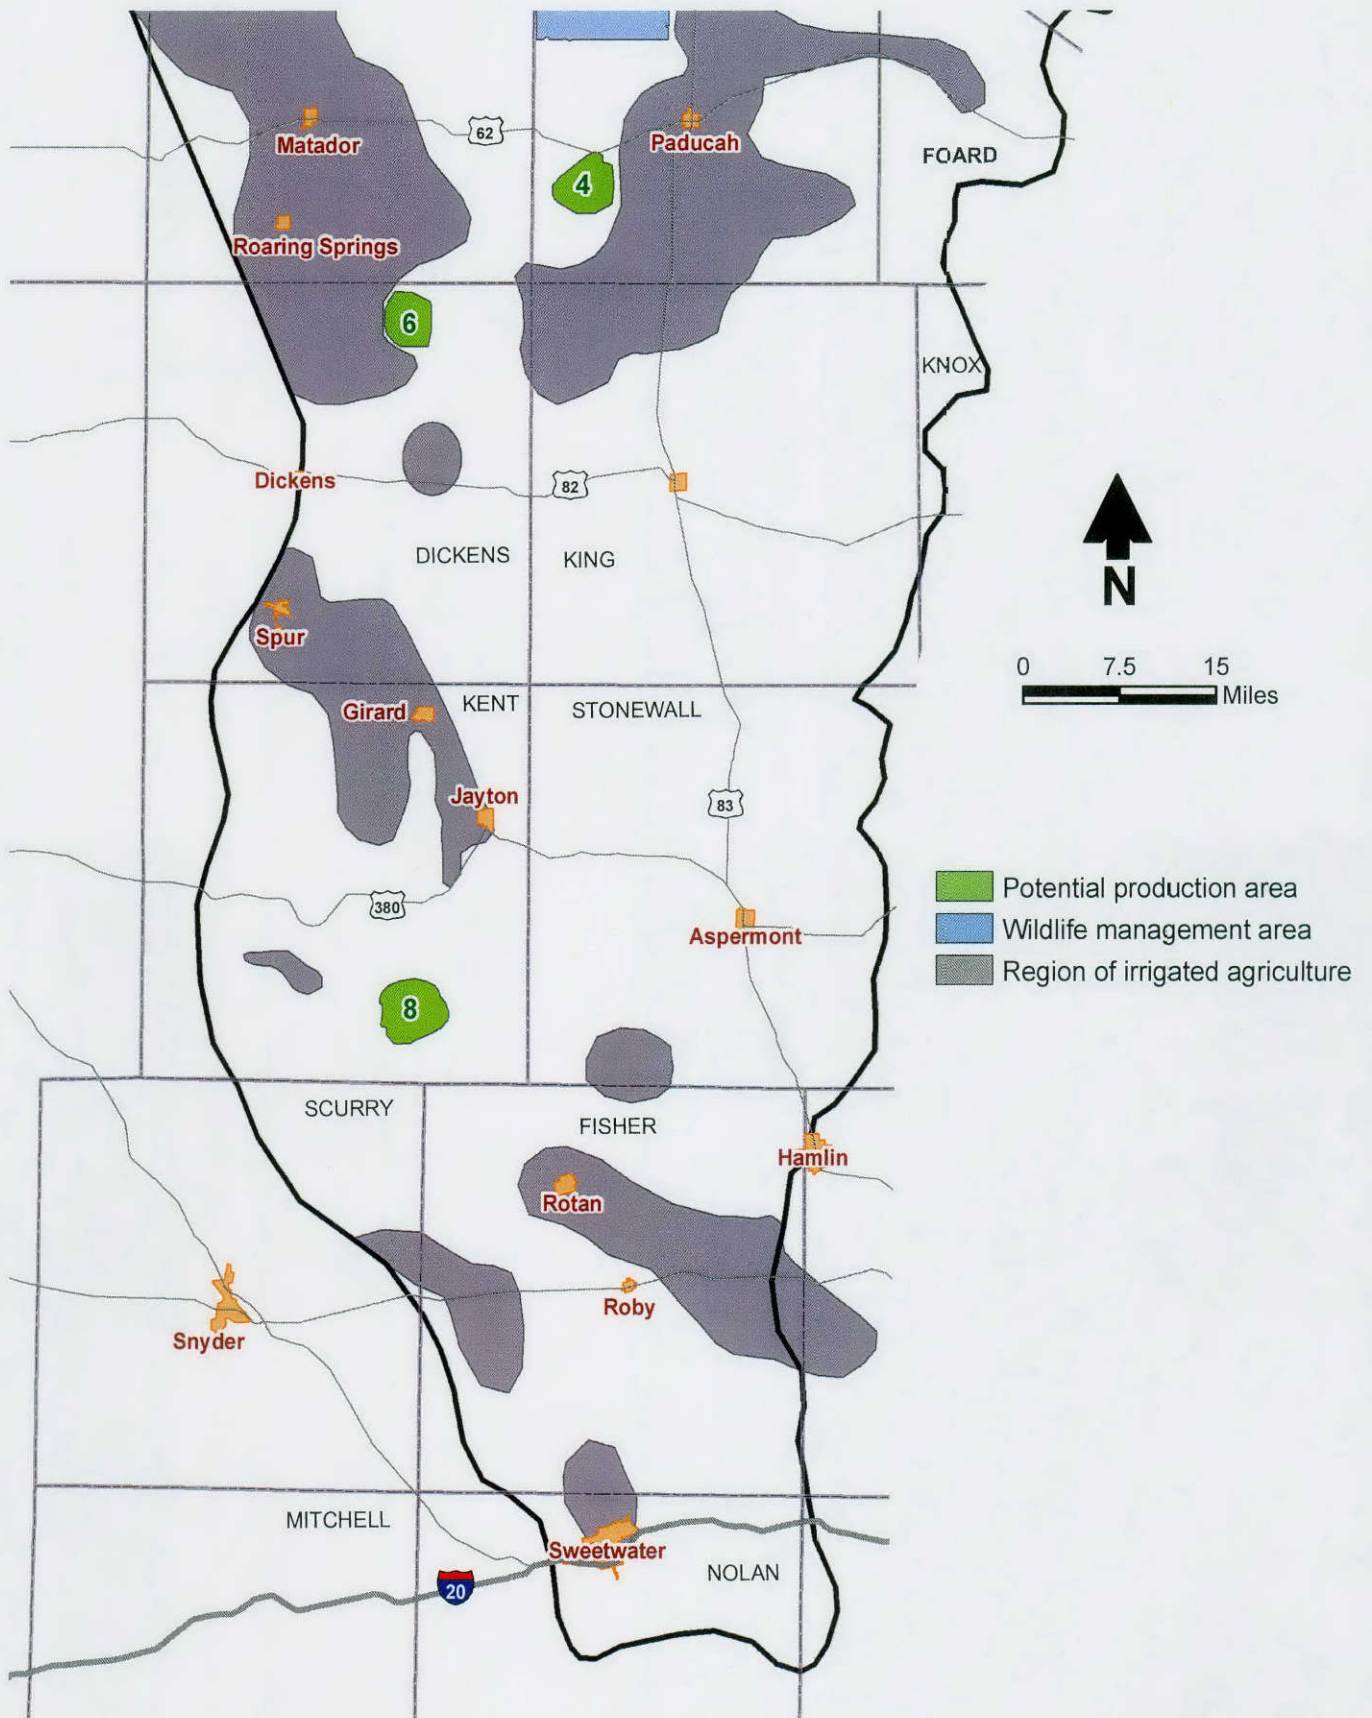 Matador
62
Paducah
FOARD
4
Roaring Springs
6
KNOX
Dickens
82
DICKENS
KING
N
Spur
0 7.5 15
Miles
Girard
KENT
STONEWALL
Jayton
83
380
Aspermont
Potential production area
Wildlife management area
Region of irrigated agriculture
8
SCURRY
FISHER
Hamlin
Rotan
Roby
Snyder
MITCHELL
Sweetwater
NOLAN
20